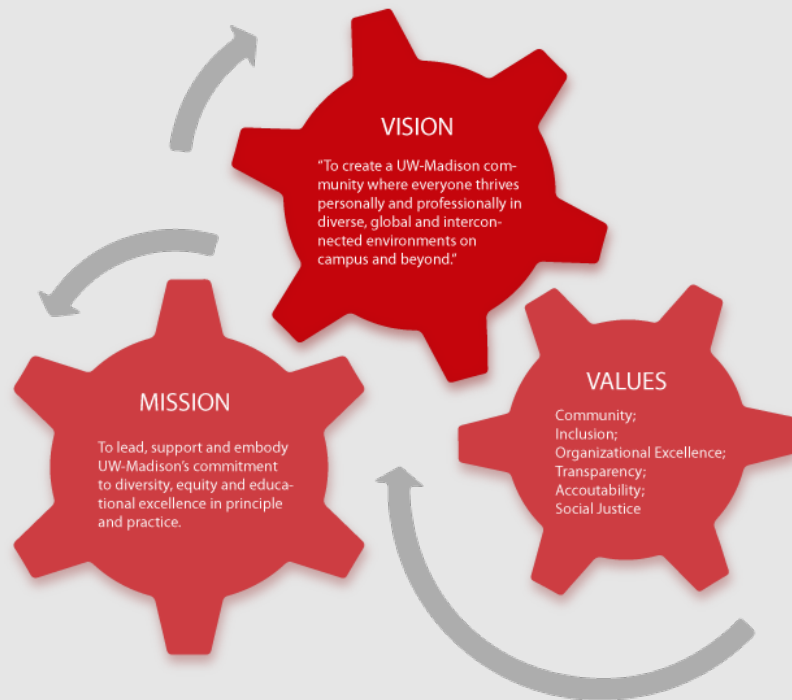 VISION
“To create a UW-Madison com-
munity where everyone thrives
personally and professionally in
diverse, global and intercon-
nected environments on
campus and beyond.”
MISSION
To lead, support and embody
UW-Madison’s commitment
to diversity, equity and educa-
tional excellence in principle
and practice.
VALUES
Community;
Inclusion;
Organizational Excellence;
Transparency;
Accoutability;
Social Justice